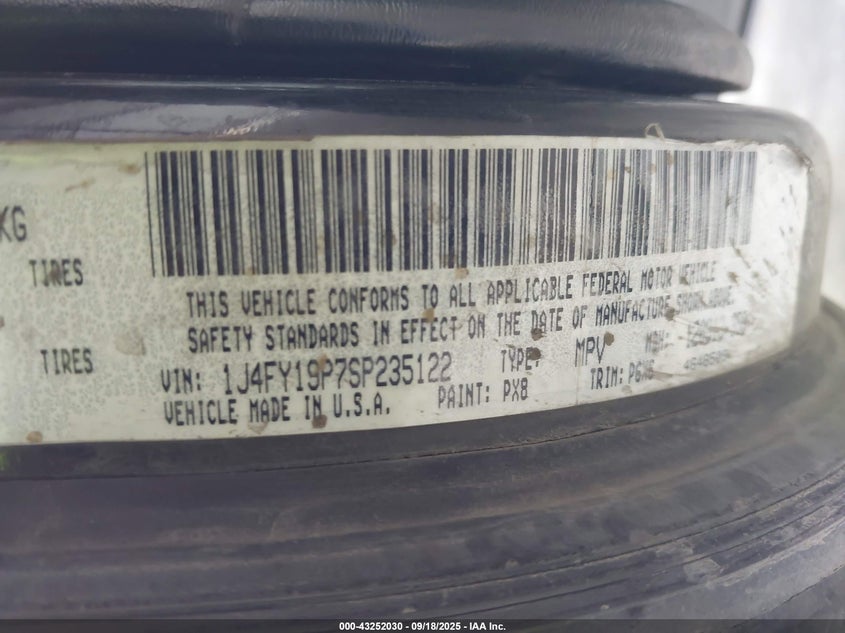 KG
TIRES
TIRES
THIS VEHICLE CONFORMS TO ALL APPLICABLE FEDERAL MOTOR VEHICLE
SAFETY STANDARDS IN EFFECT ON THE DATE OF MANUFACTURE SHOWN ABOVE
VIN: 1J4FY19P7SP235122 TYPE: MPV MDH:
VEHICLE MADE IN U.S.A. PAINT: PX8 TRIM:
000-43252030 - 09/18/2025 - IAA Inc.